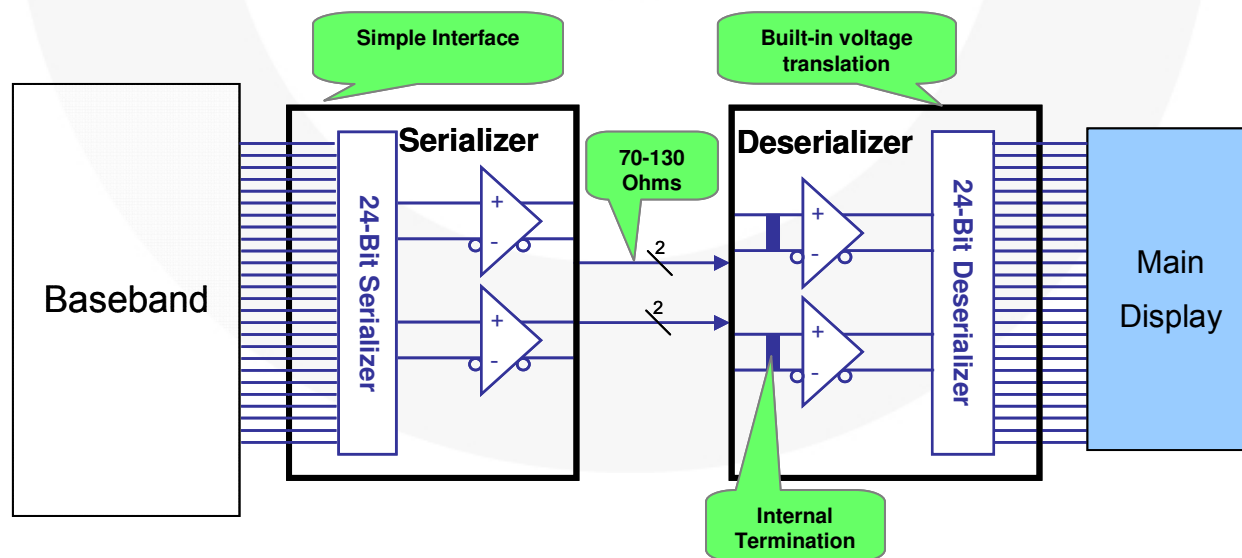 Simple Interface
Built-in voltage
translation
Serializer
70-130
Ohms
Deserializer
Baseband
24-Bit Serializer
+
-
+
-
2
2
+
-
+
-
24-Bit Deserializer
Main
Display
Internal
Termination